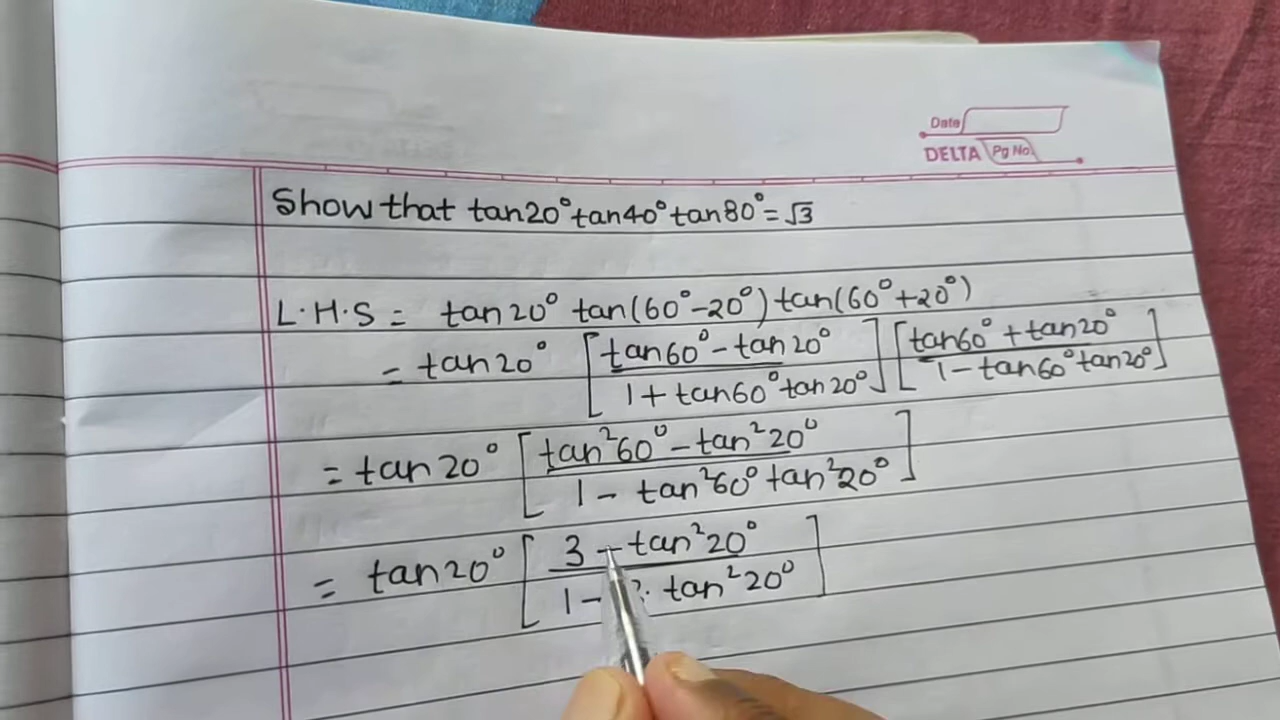 Date
DELTA Pg No.
Show that tan20° tan40° tan80° = √3
L.H.S = tan20° tan(60°-20°) tan(60°+20°)
= tan20° [tan60° - tan20° / 1 + tan60° tan20°] [tan60° + tan20° / 1 - tan60° tan20°]
= tan20° [tan²60° - tan²20° / 1 - tan²60° tan²20°]
= tan20° [3 - tan²20° / 1 - tan²20°]